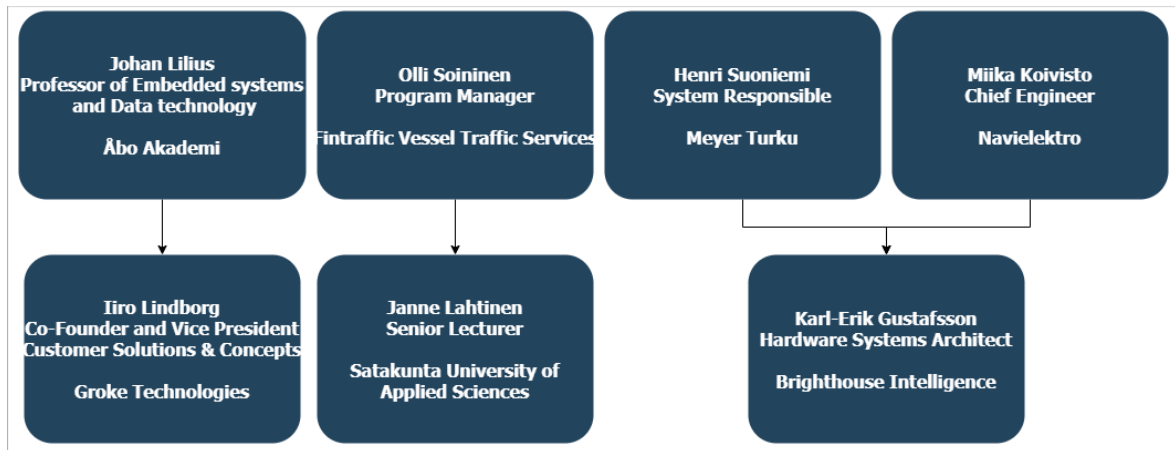 Johan Lilius
Professor of Embedded systems
and Data technology
Åbo Akademi
Olli Soininen
Program Manager
Fintraffic Vessel Traffic Services
Henri Suoniemi
System Responsible
Meyer Turku
Miika Koivisto
Chief Engineer
Navielektro
Iiro Lindborg
Co-Founder and Vice President
Customer Solutions & Concepts
Groke Technologies
Janne Lahtinen
Senior Lecturer
Satakunta University of
Applied Sciences
Karl-Erik Gustafsson
Hardware Systems Architect
Brighthouse Intelligence